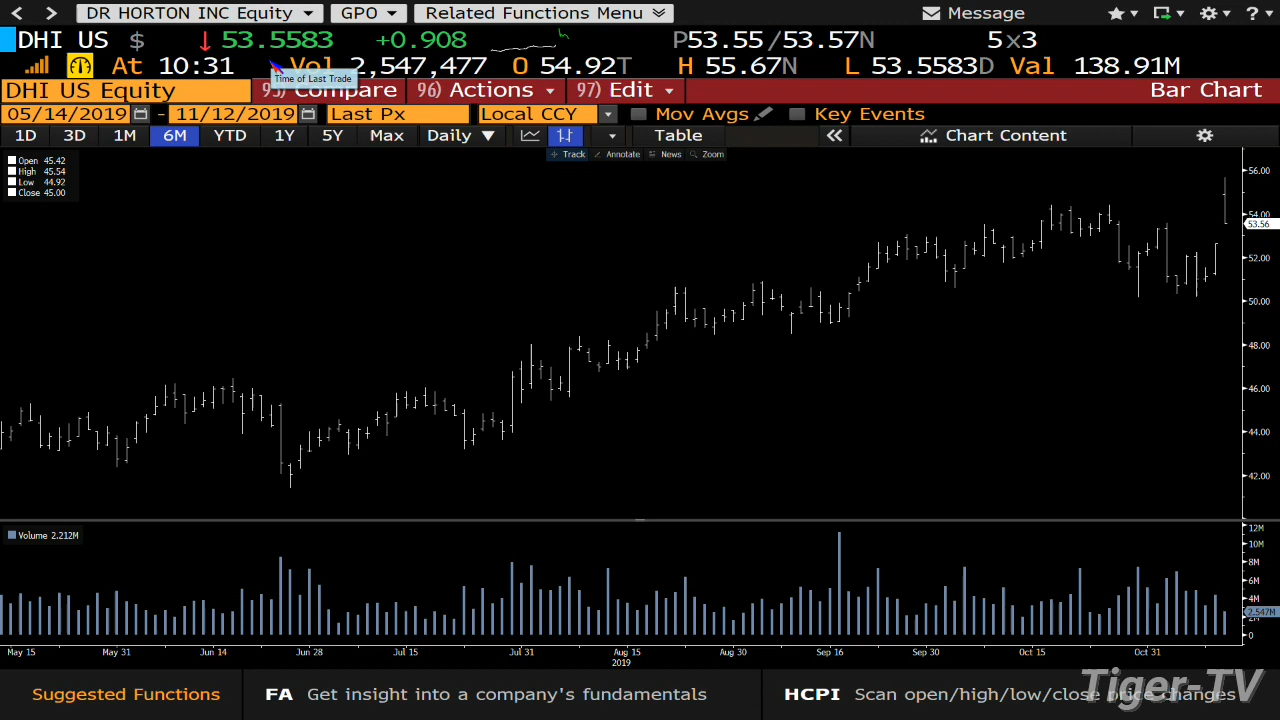 DR HORTON INC Equity GPO Related Functions Menu Message ?
DHI US $ ↓ 53.5583 +0.908 P53.55/53.57N 5x3
At 10:31 Vol 2,547,477 O 54.92T H 55.67N L 53.5583D Val 138.91M
Time of Last Trade
DHI US Equity 95) Compare 96) Actions 97) Edit Bar Chart
05/14/2019 - 11/12/2019 Last Px Local CCY Mov Avgs Key Events
1D 3D 1M 6M YTD 1Y 5Y Max Daily ▼ Table Chart Content
Track Annotate News Zoom
Open 45.42
High 45.54
Low 44.92
Close 45.00
56.00
54.00
53.56
52.00
50.00
48.00
46.00
44.00
42.00
Volume 2.212M
12M
10M
8M
6M
4M
2.547M
2M
0
May 15 May 31 Jun 14 Jun 28 Jul 15 Jul 31 Aug 15 Aug 30 Sep 16 Sep 30 Oct 15 Oct 31
2019
Suggested Functions FA Get insight into a company's fundamentals HCPI Scan open/high/low/close price changes
Tiger-TV